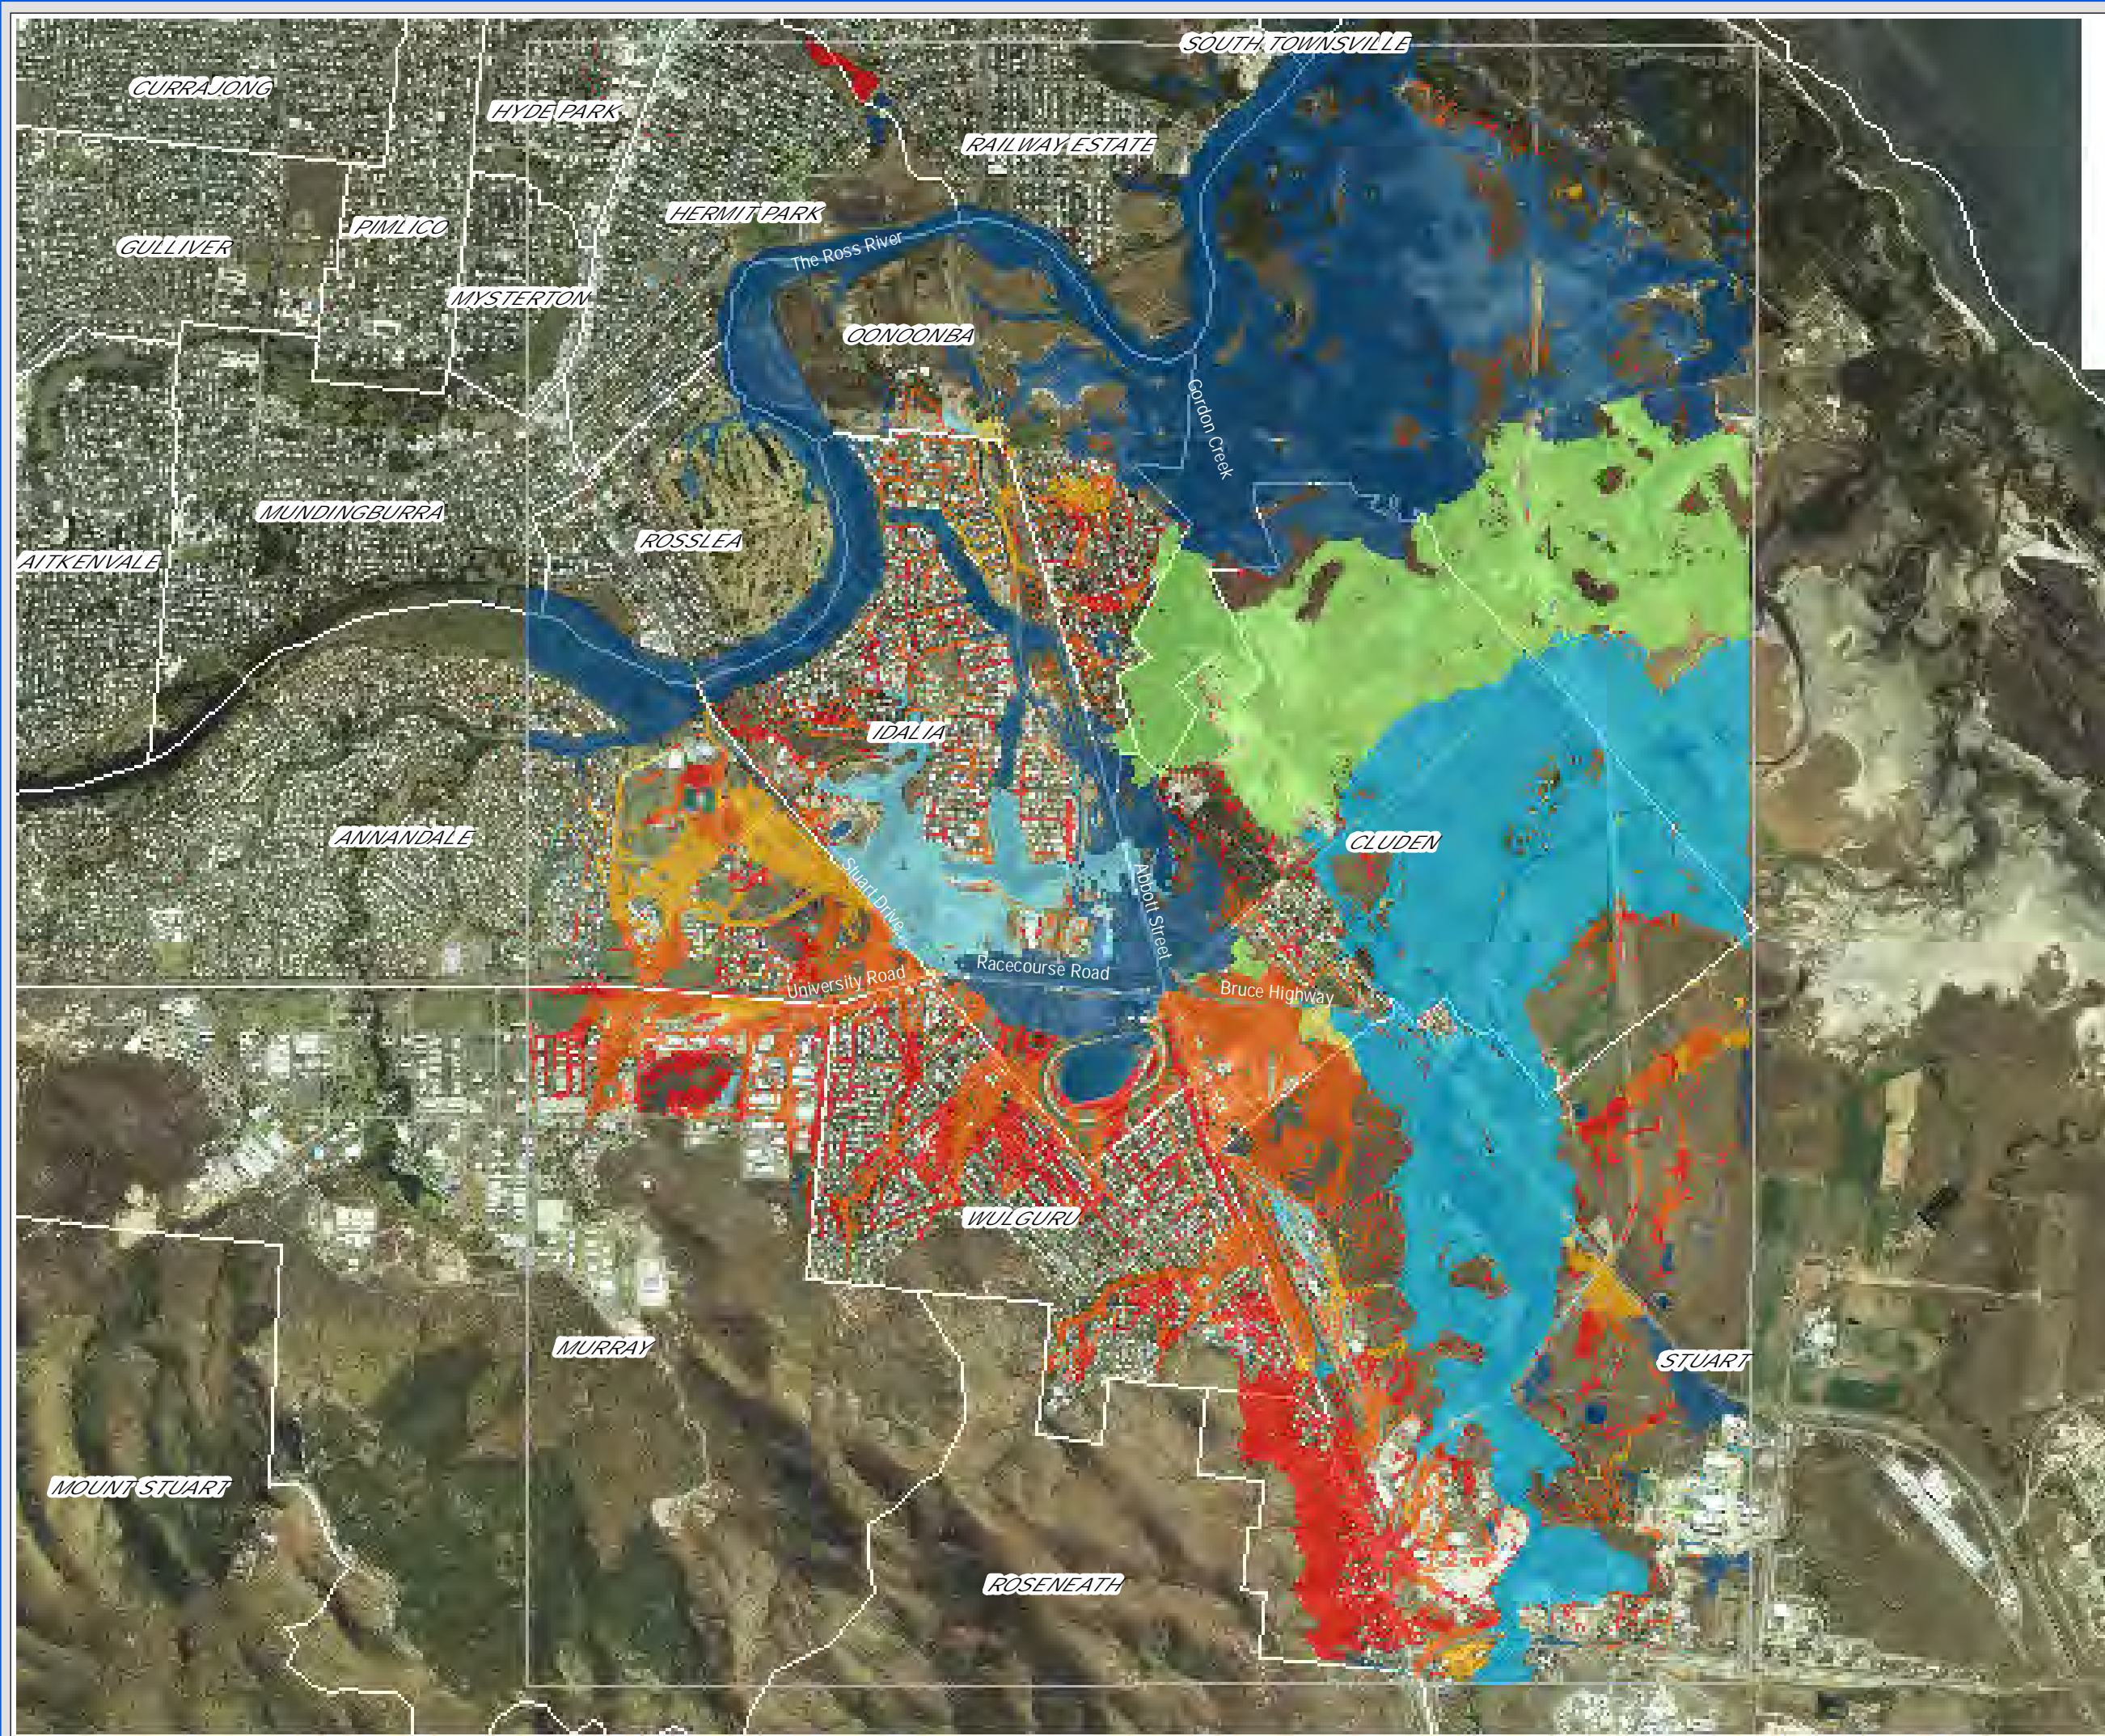 SOUTH TOWNSVILLE
CURRAJONG
HYDE PARK
RAILWAY ESTATE
HERMIT PARK
PIMLICO
GULLIVER
The Ross River
MYSTERTON
OONOONBA
Gordon Creek
MUNDINGBURRA
ROSSLEA
AITKENVALE
IDALIA
ANNANDALE
CLUDEN
Stuart Drive
Abbott Street
Racecourse Road
University Road
Bruce Highway
WULGURU
MURRAY
STUART
MOUNT STUART
ROSENEATH